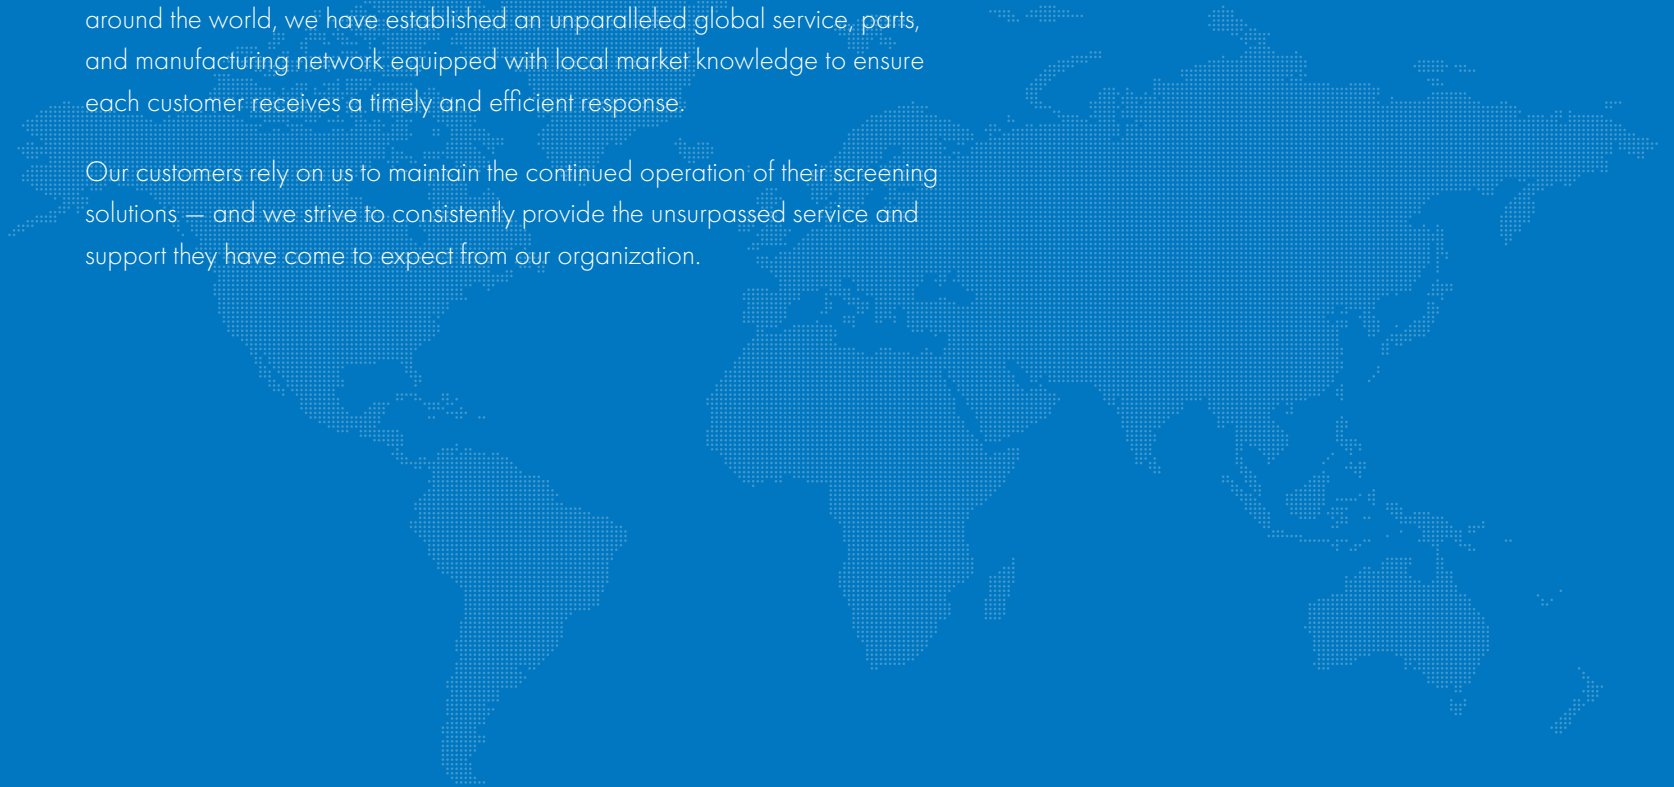 around the world, we have established an unparalleled global service, parts,
and manufacturing network equipped with local market knowledge to ensure
each customer receives a timely and efficient response.
Our customers rely on us to maintain the continued operation of their screening
solutions — and we strive to consistently provide the unsurpassed service and
support they have come to expect from our organization.